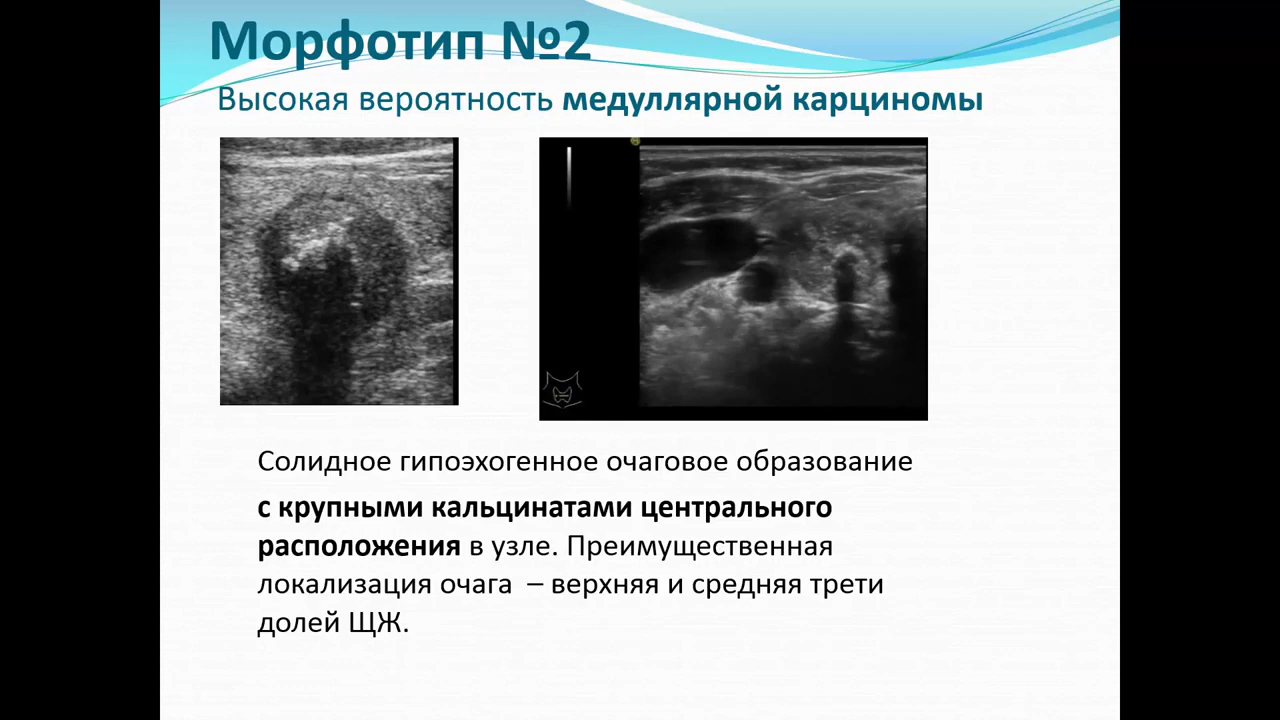 Морфотип №2
Высокая вероятность медуллярной карциномы
Солидное гипоэхогенное очаговое образование
с крупными кальцинатами центрального
расположения в узле. Преимущественная
локализация очага – верхняя и средняя трети
долей ЩЖ.